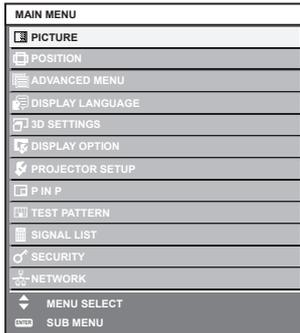 MAIN MENU
PICTURE
POSITION
ADVANCED MENU
DISPLAY LANGUAGE
3D SETTINGS
DISPLAY OPTION
PROJECTOR SETUP
P IN P
TEST PATTERN
SIGNAL LIST
SECURITY
NETWORK
MENU SELECT
ENTER SUB MENU